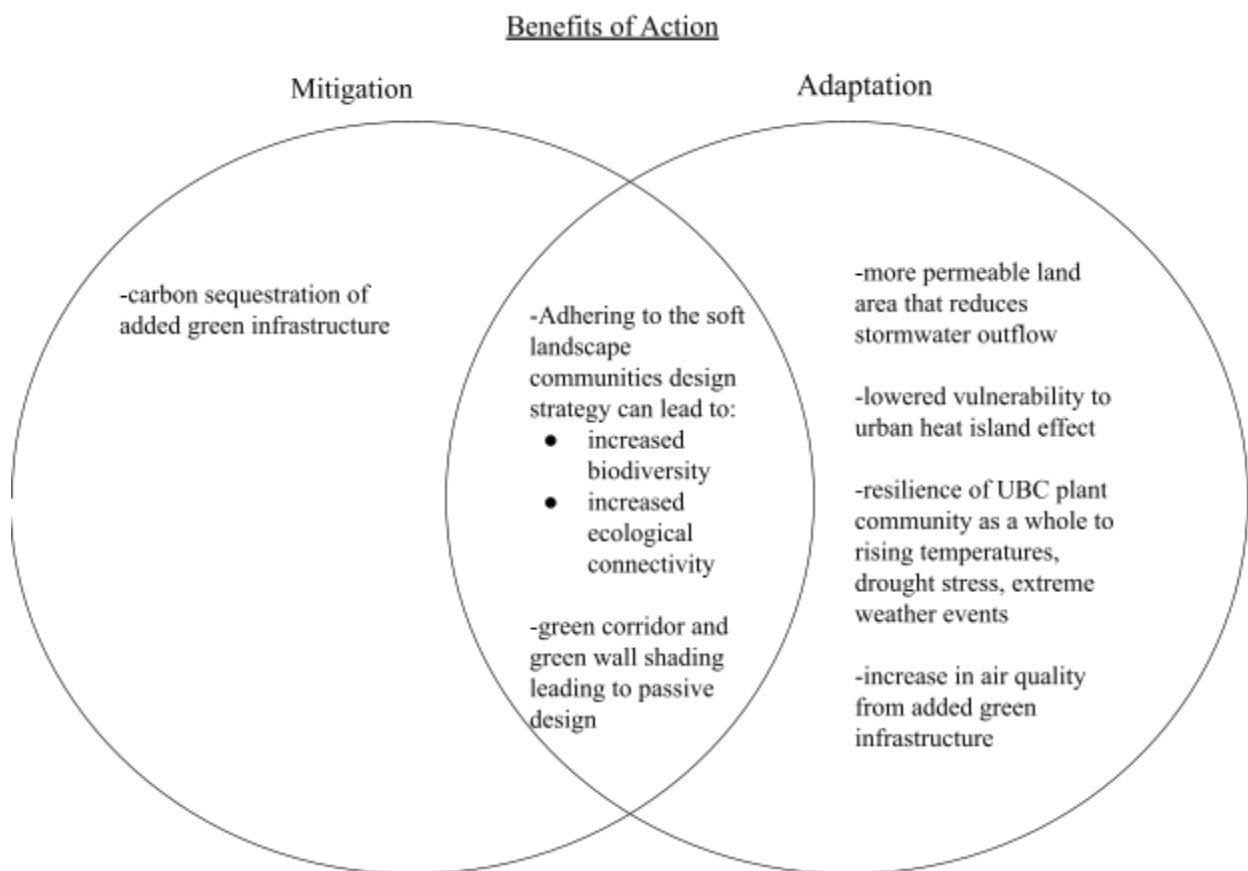 Benefits of Action
Mitigation
Adaptation
-carbon sequestration of
added green infrastructure
-Adhering to the soft
landscape
communities design
strategy can lead to:
● increased
biodiversity
● increased
ecological
connectivity
-green corridor and
green wall shading
leading to passive
design
-more permeable land
area that reduces
stormwater outflow
-lowered vulnerability to
urban heat island effect
-resilience of UBC plant
community as a whole to
rising temperatures,
drought stress, extreme
weather events
-increase in air quality
from added green
infrastructure